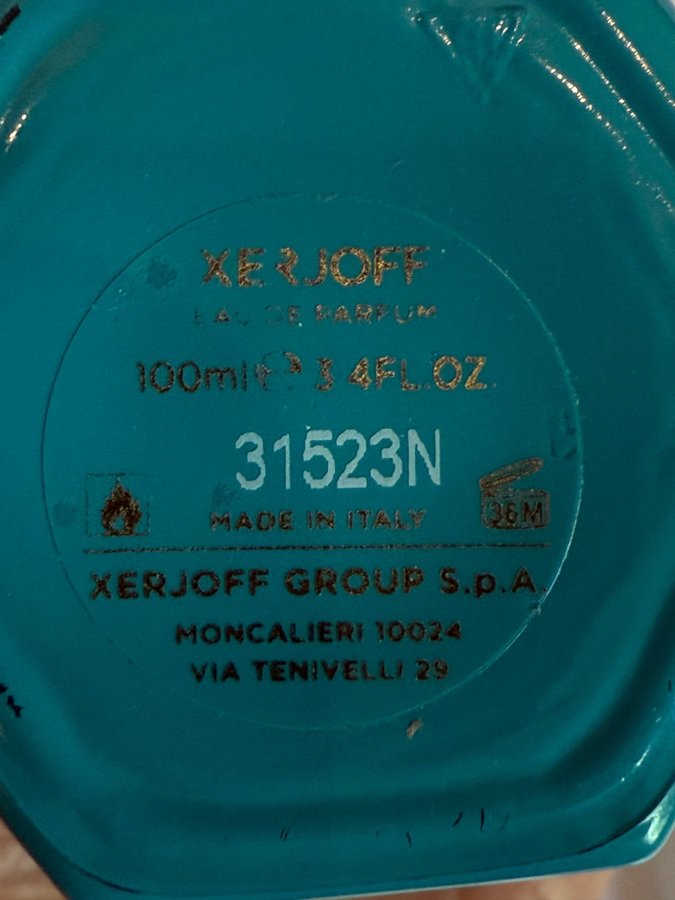 XERJOFF
EAU DE PARFUM
100ml 3.4FL.OZ.
31523N
36M
MADE IN ITALY
XERJOFF GROUP S.p.A.
MONCALIERI 10024
VIA TENIVELLI 29